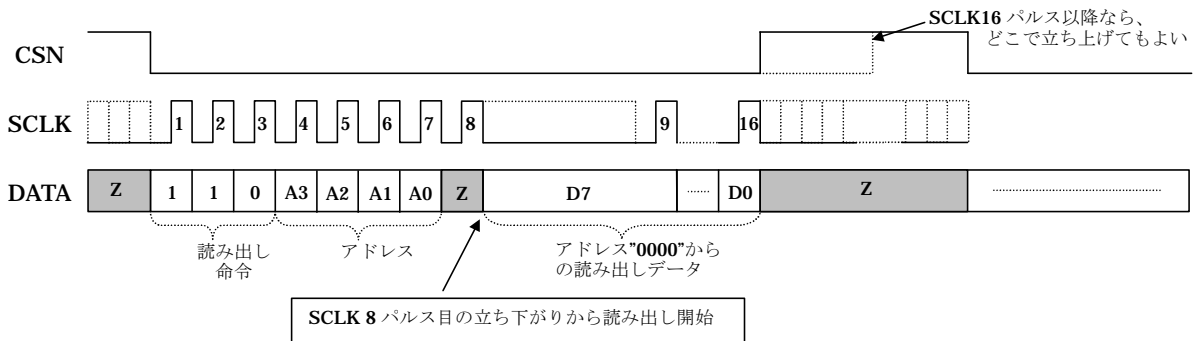 SCLK16 パルス以降なら、
どこで立ち上げてもよい
CSN
SCLK
1 2 3 4 5 6 7 8 9 16
DATA
Z 1 1 0 A3 A2 A1 A0 Z D7 ...... D0 Z
読み出し
命令
アドレス
アドレス"0000"から
の読み出しデータ
SCLK 8 パルス目の立ち下がりから読み出し開始